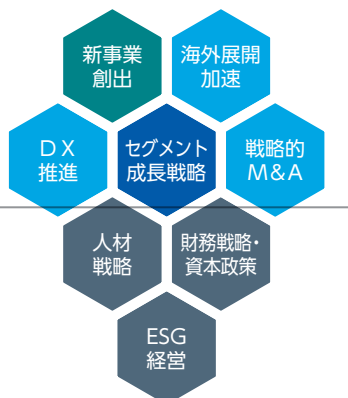 新事業
創出
海外展開
加速
DX
推進
セグメント
成長戦略
戦略的
M&A
人材
戦略
財務戦略・
資本政策
ESG
経営